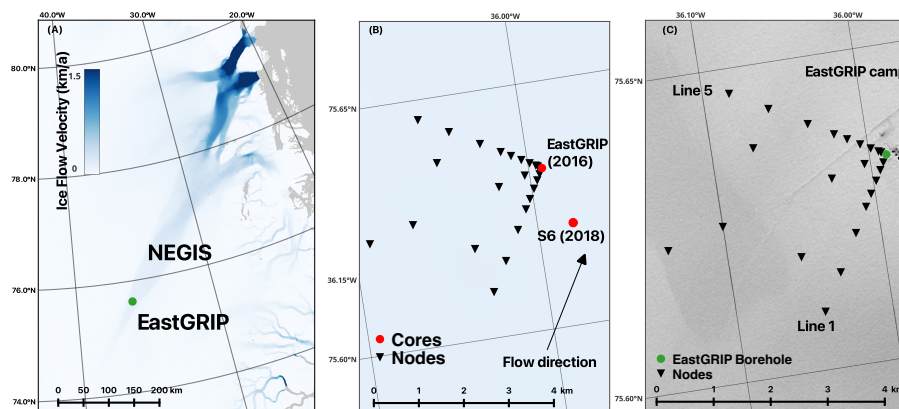 40.0°W 30.0°W 20.0°W
(A)
80.0°N
78.0°N
76.0°N
74.0°N
Ice Flow Velocity (km/a)
1.5
0
NEGIS
EastGRIP
0 50 100 150 200 km
36.00°W
(B)
75.65°N
36.15°W
75.60°N
EastGRIP
(2016)
S6 (2018)
Cores
Nodes
Flow direction
0 1 2 3 4 km
36.10°W 36.00°W
(C)
75.65°N
75.60°N
EastGRIP cam
Line 5
Line 1
EastGRIP Borehole
Nodes
0 1 2 3 4 k